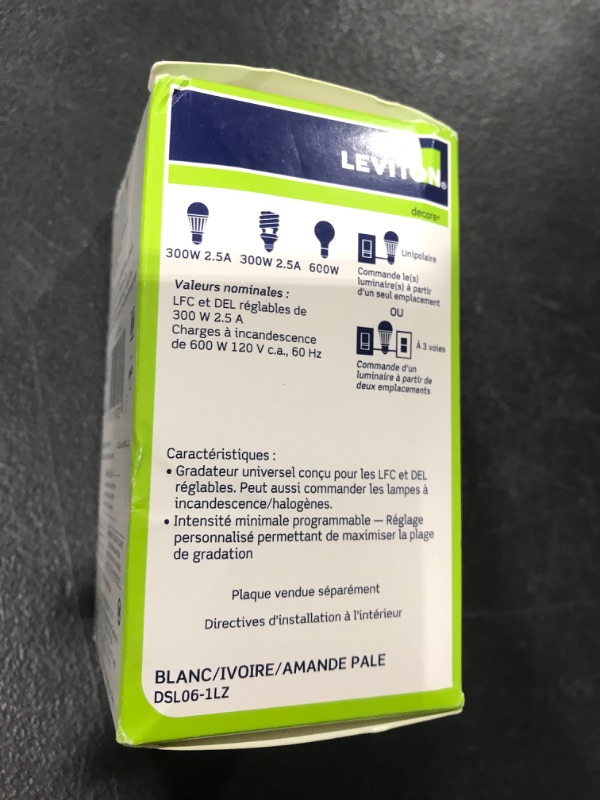 LEVITON®
decora®
300W 2.5A 300W 2.5A 600W
Unipolaire
Commande le(s)
luminaire(s) à partir
d'un seul emplacement
OU
À 3 voies
Commande d'un
luminaire à partir de
deux emplacements
Valeurs nominales :
LFC et DEL réglables de
300 W 2.5 A
Charges à incandescence
de 600 W 120 V c.a., 60 Hz
Caractéristiques :
• Gradateur universel conçu pour les LFC et DEL
réglables. Peut aussi commander les lampes à
incandescence/halogènes.
• Intensité minimale programmable — Réglage
personnalisé permettant de maximiser la plage
de gradation
Plaque vendue séparément
Directives d'installation à l'intérieur
BLANC/IVOIRE/AMANDE PALE
DSL06-1LZ